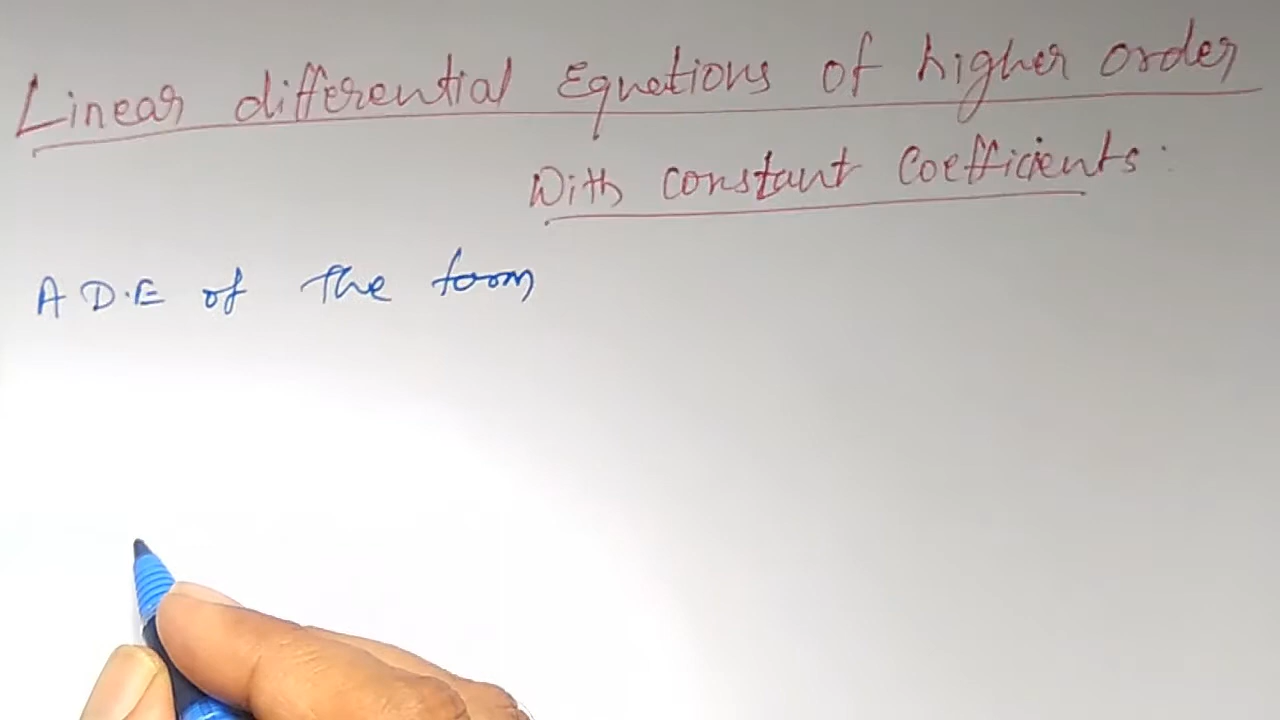 Linear differential Equations of higher order
With constant coefficients:
A D.E of the form